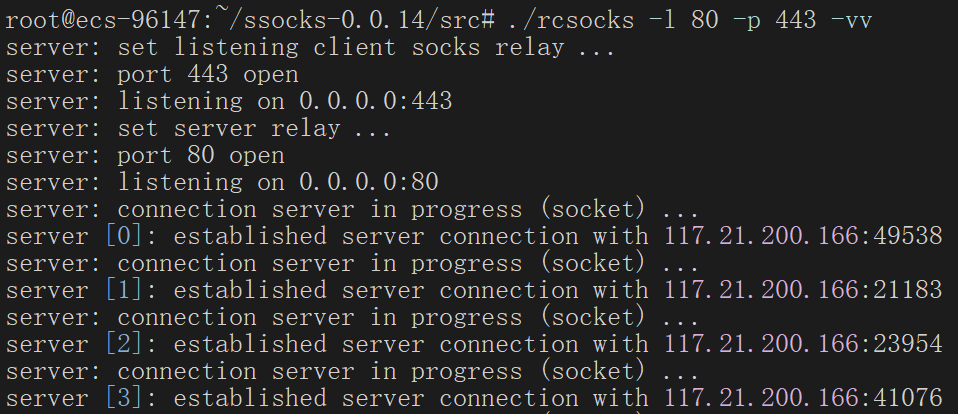 root@ecs-96147:~/ssocks-0.0.14/src# ./rcsocks -l 80 -p 443 -vv
server: set listening client socks relay ...
server: port 443 open
server: listening on 0.0.0.0:443
server: set server relay ...
server: port 80 open
server: listening on 0.0.0.0:80
server: connection server in progress (socket) ...
server [0]: established server connection with 117.21.200.166:49538
server: connection server in progress (socket) ...
server [1]: established server connection with 117.21.200.166:21183
server: connection server in progress (socket) ...
server [2]: established server connection with 117.21.200.166:23954
server: connection server in progress (socket) ...
server [3]: established server connection with 117.21.200.166:41076